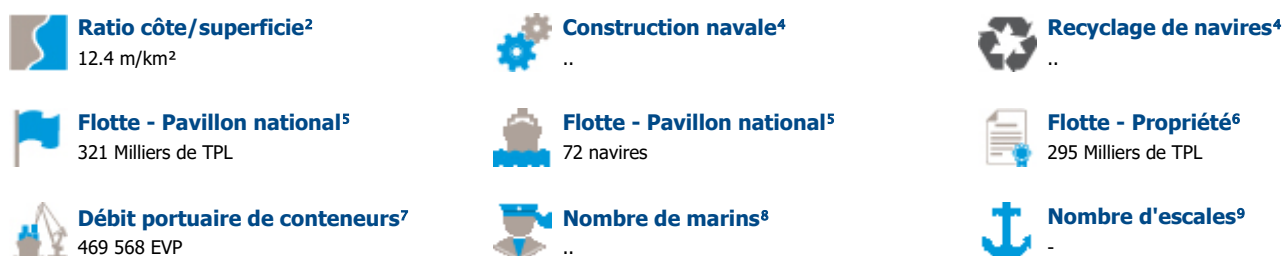 Ratio côte/superficie²
12.4 m/km²
Construction navale⁴
..
Recyclage de navires⁴
..
Flotte - Pavillon national⁵
321 Milliers de TPL
Flotte - Pavillon national⁵
72 navires
Flotte - Propriété⁶
295 Milliers de TPL
Débit portuaire de conteneurs⁷
469 568 EVP
Nombre de marins⁸
..
Nombre d'escales⁹
-